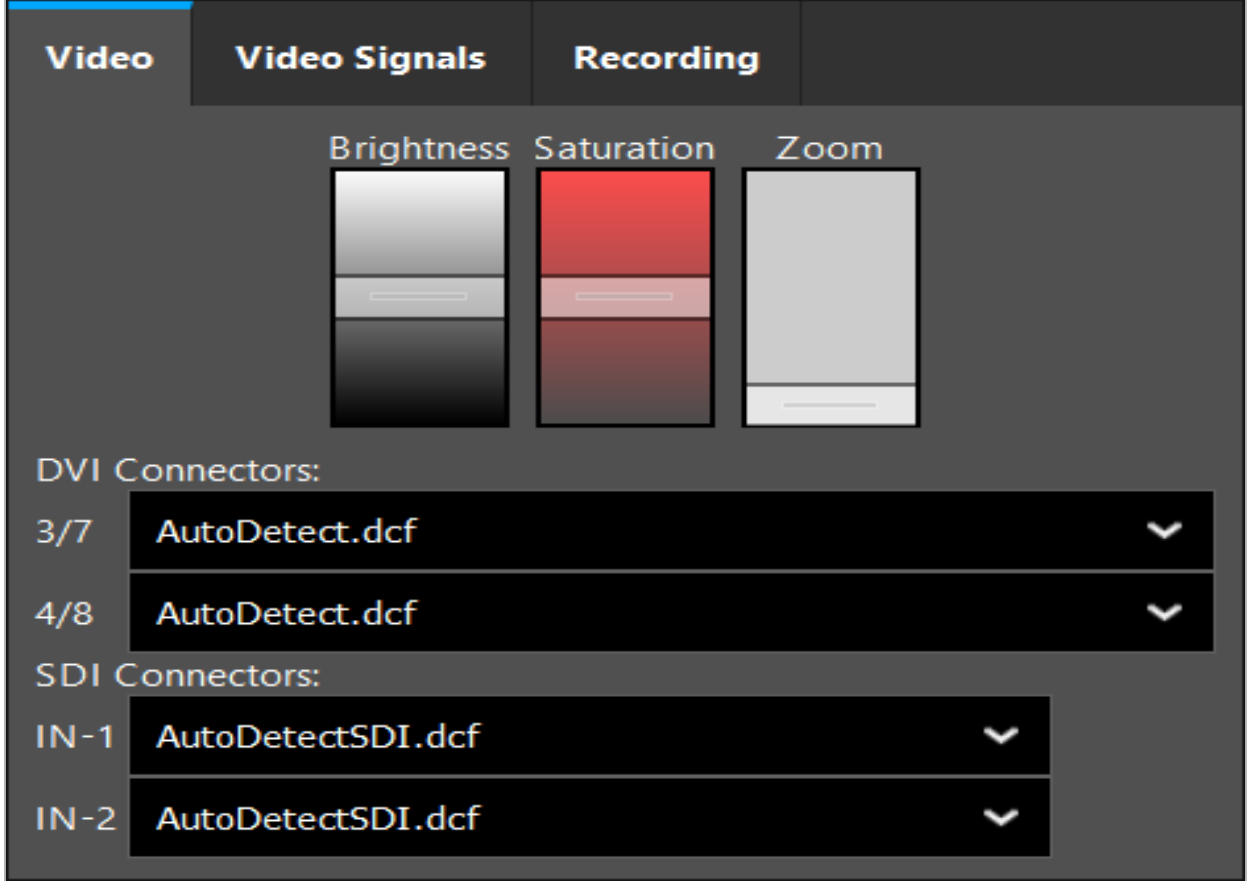 Video Video Signals Recording
Brightness Saturation Zoom
DVI Connectors:
3/7 AutoDetect.dcf
4/8 AutoDetect.dcf
SDI Connectors:
IN-1 AutoDetectSDI.dcf
IN-2 AutoDetectSDI.dcf